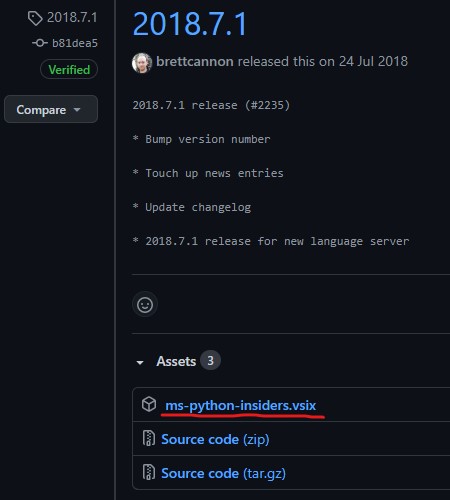 2018.7.1
b81dea5
Verified
Compare
2018.7.1
brettcannon released this on 24 Jul 2018
2018.7.1 release (#2235)
* Bump version number
* Touch up news entries
* Update changelog
* 2018.7.1 release for new language server
Assets 3
ms-python-insiders.vsix
Source code (zip)
Source code (tar.gz)